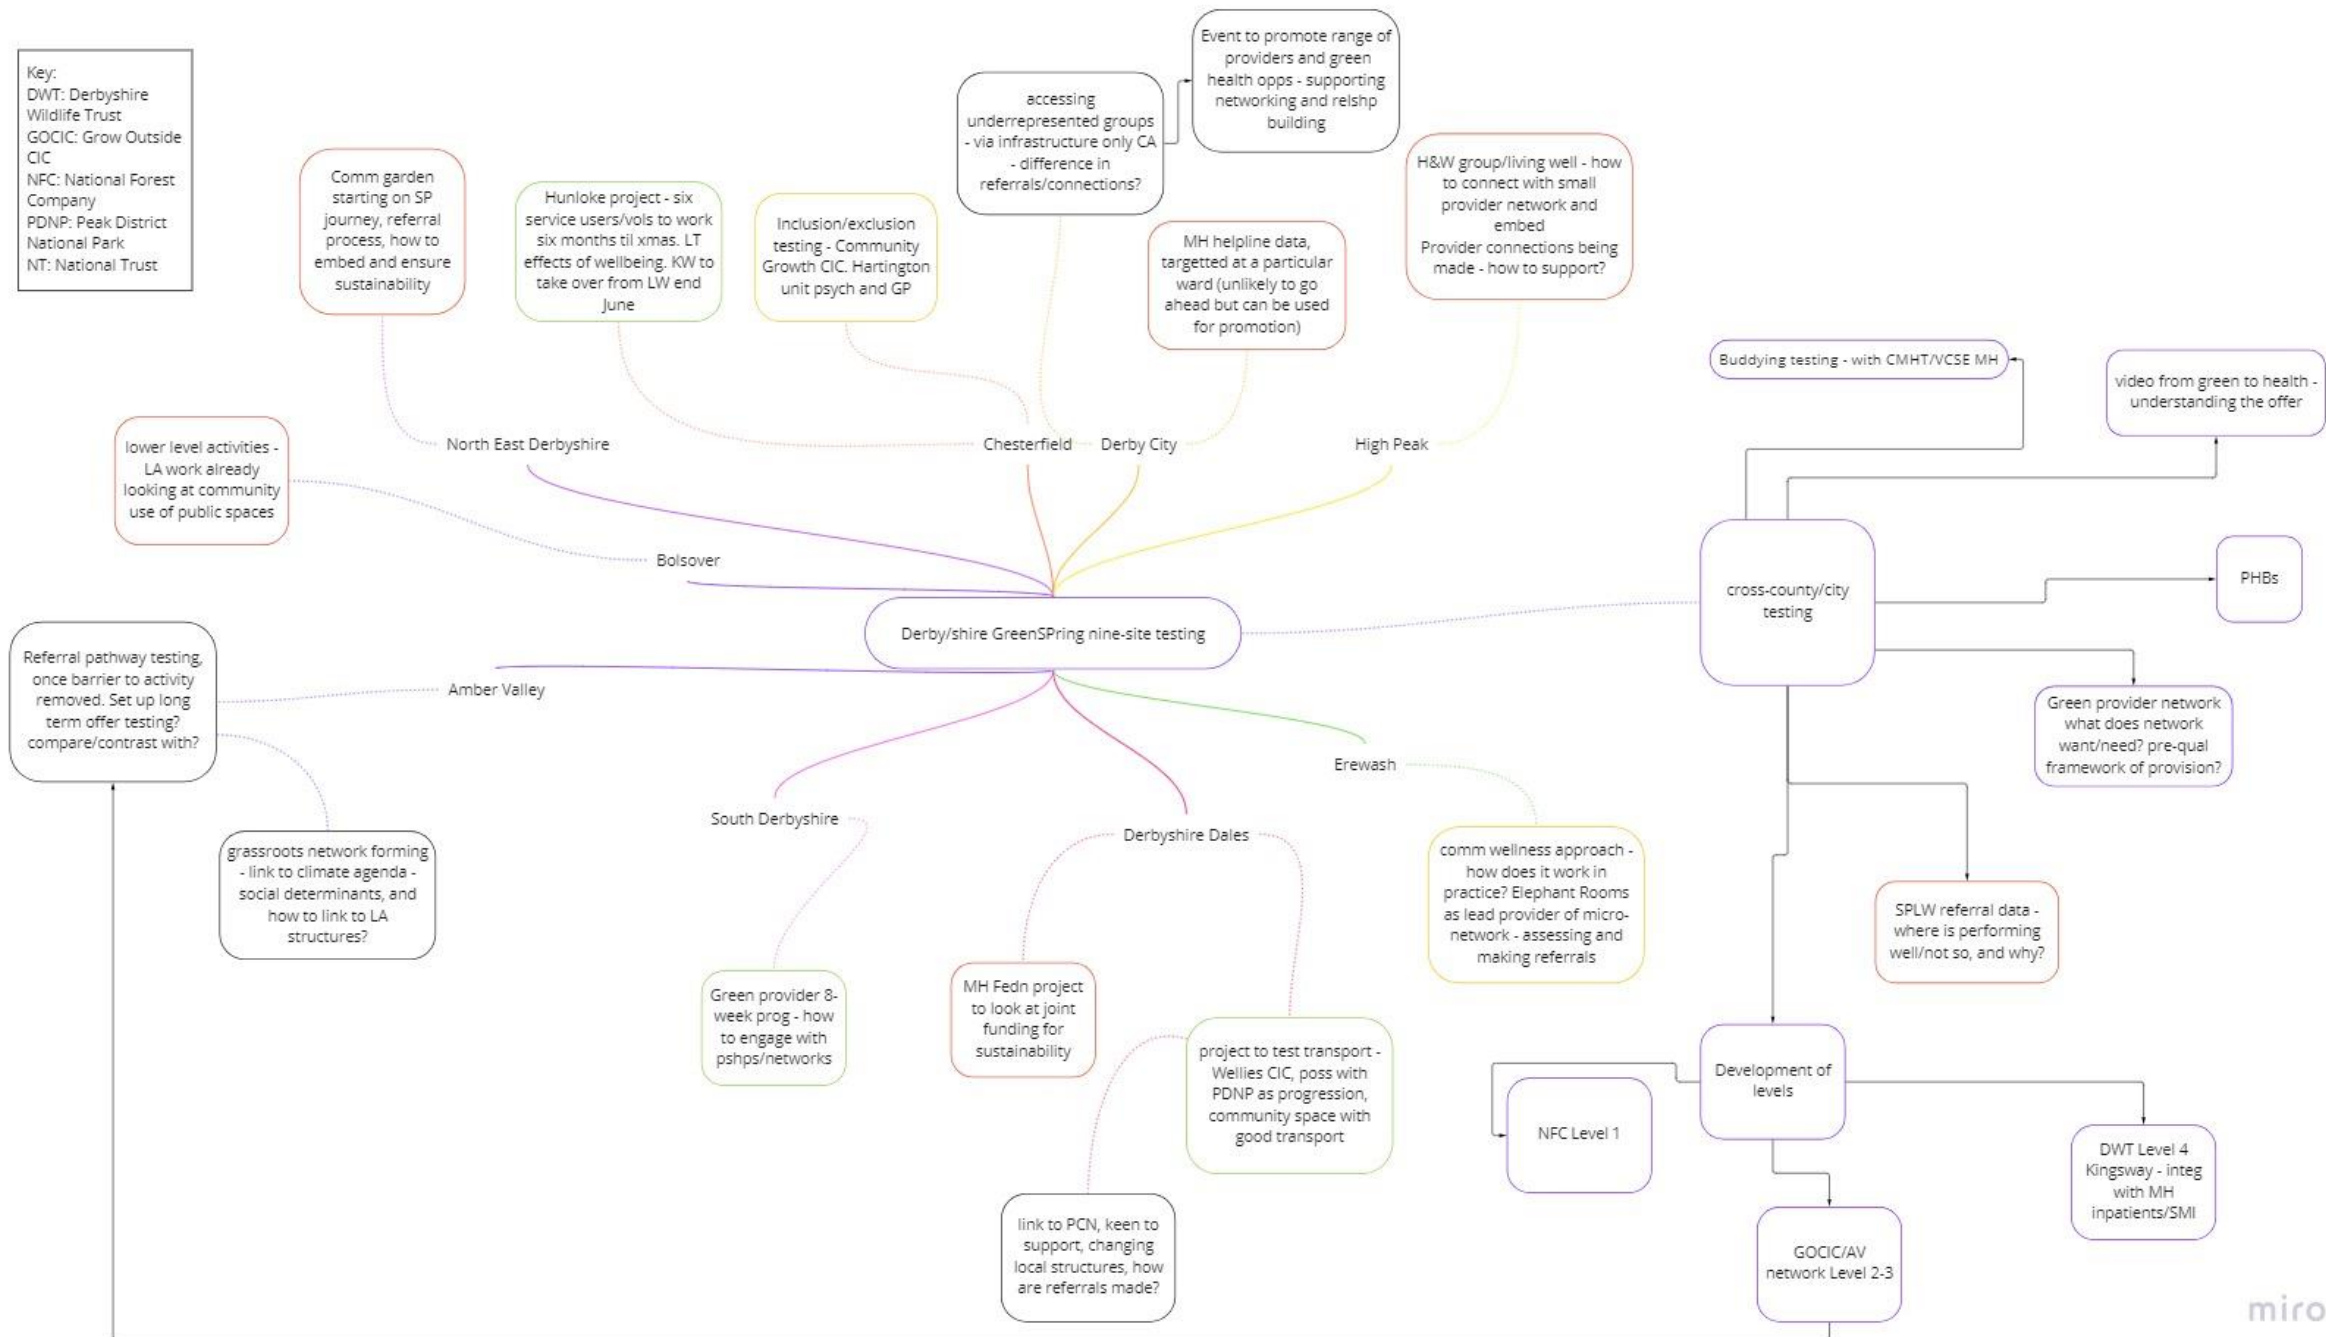 Key:
DWT: Derbyshire
Wildlife Trust
GOCIC: Grow Outside
CIC
NFC: National Forest
Company
PDNP: Peak District
National Park
NT: National Trust
Event to promote range of
providers and green
health opps - supporting
networking and relshp
building
accessing
underrepresented groups
- via infrastructure only CA
- difference in
referrals/connections?
Comm garden
starting on SP
journey, referral
process, how to
embed and ensure
sustainability
Hunloke project - six
service users/vols to work
six months til xmas. LT
effects of wellbeing. KW to
take over from LW end
June
Inclusion/exclusion
testing - Community
Growth CIC. Hartington
unit psych and GP
MH helpline data,
targetted at a particular
ward (unlikely to go
ahead but can be used
for promotion)
H&W group/living well - how
to connect with small
provider network and
embed
Provider connections being
made - how to support?
Buddying testing - with CMHT/VCSE MH
video from green to health -
understanding the offer
lower level activities -
LA work already
looking at community
use of public spaces
North East Derbyshire
Chesterfield
Derby City
High Peak
Bolsover
Derby/shire GreenSPring nine-site testing
cross-county/city
testing
PHBs
Referral pathway testing,
once barrier to activity
removed. Set up long
term offer testing?
compare/contrast with?
Amber Valley
Green provider network
what does network
want/need? pre-qual
framework of provision?
Erewash
South Derbyshire
Derbyshire Dales
grassroots network forming
- link to climate agenda -
social determinants, and
how to link to LA
structures?
comm wellness approach -
how does it work in
practice? Elephant Rooms
as lead provider of micro-
network - assessing and
making referrals
SPLW referral data -
where is performing
well/not so, and why?
Green provider 8-
week prog - how
to engage with
pshps/networks
MH Fedn project
to look at joint
funding for
sustainability
project to test transport -
Wellies CIC, poss with
PDNP as progression,
community space with
good transport
Development of
levels
NFC Level 1
DWT Level 4
Kingsway - integ
with MH
inpatients/SMI
link to PCN, keen to
support, changing
local structures, how
are referrals made?
GOCIC/AV
network Level 2-3
miro